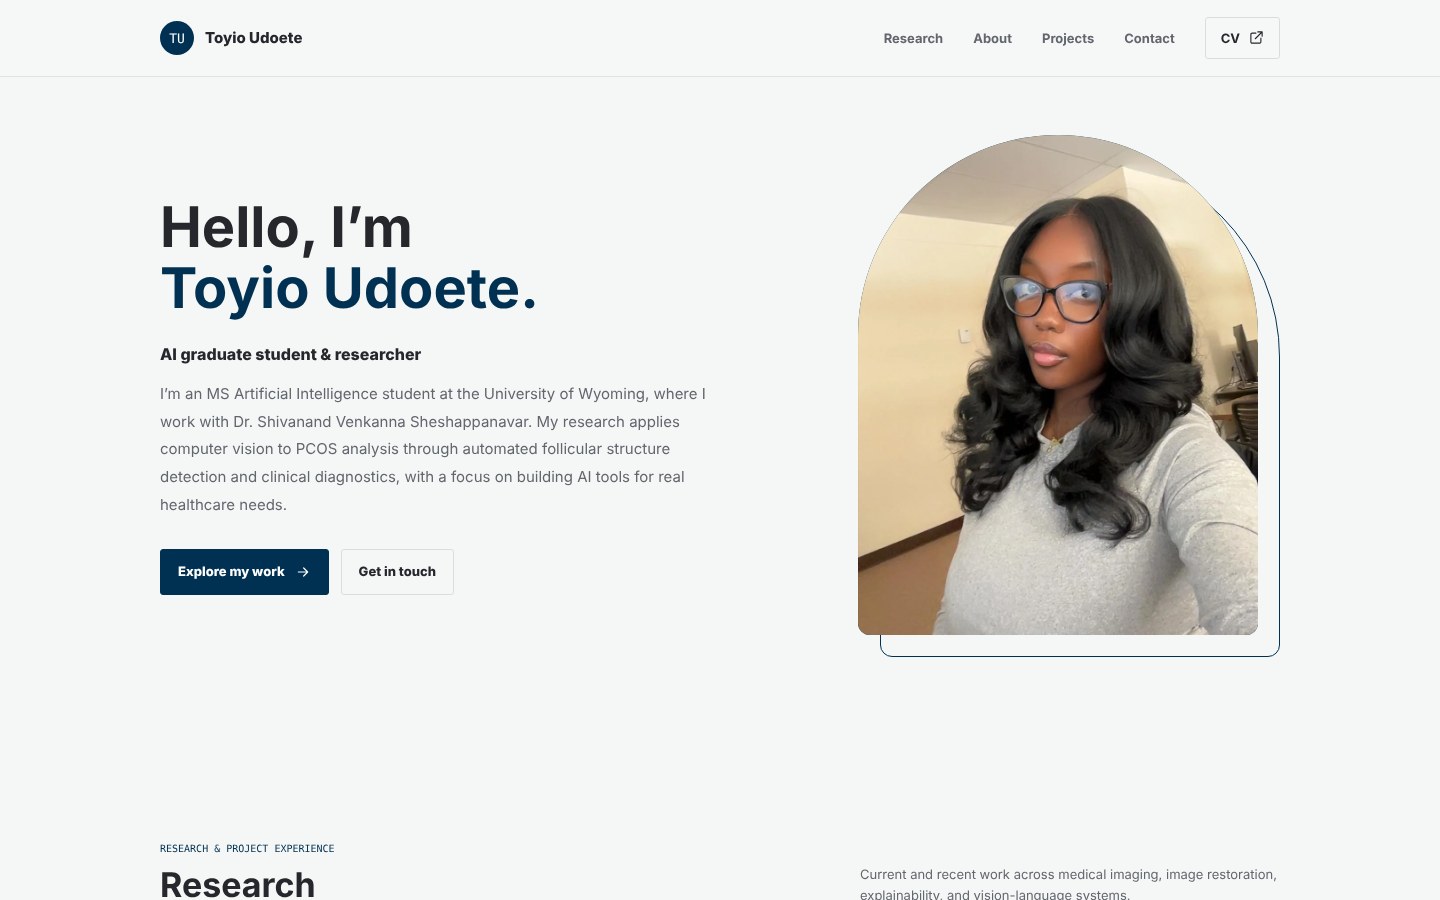 TU
Toyio Udoete
Research
About
Projects
Contact
CV
Hello, I’m
Toyio Udoete.
AI graduate student & researcher
I’m an MS Artificial Intelligence student at the University of Wyoming, where I
work with Dr. Shivanand Venkanna Sheshappanavar. My research applies
computer vision to PCOS analysis through automated follicular structure
detection and clinical diagnostics, with a focus on building AI tools for real
healthcare needs.
Explore my work
Get in touch
RESEARCH & PROJECT EXPERIENCE
Research
Current and recent work across medical imaging, image restoration,
explainability, and vision-language systems.